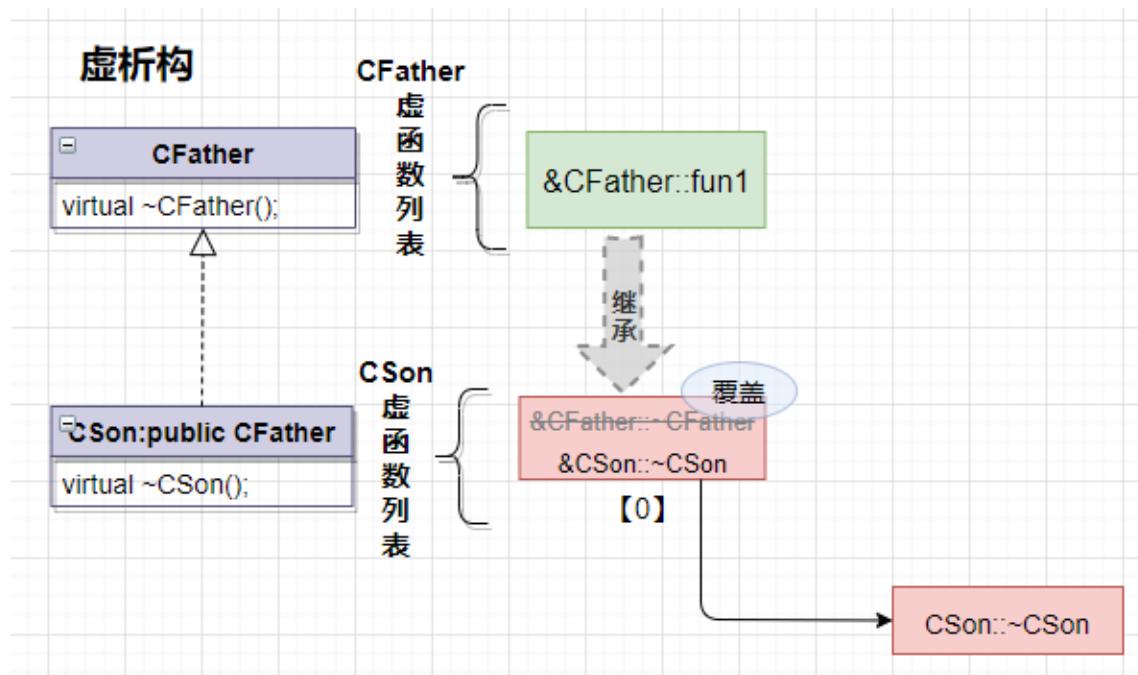 虚析构
CFather
virtual ~CFather();
CSon:public CFather
virtual ~CSon();
CFather
虚
函
数
列
表
&CFather::fun1
继
承
CSon
虚
函
数
列
表
覆盖
&CFather::~CFather
&CSon::~CSon
【0】
CSon::~CSon